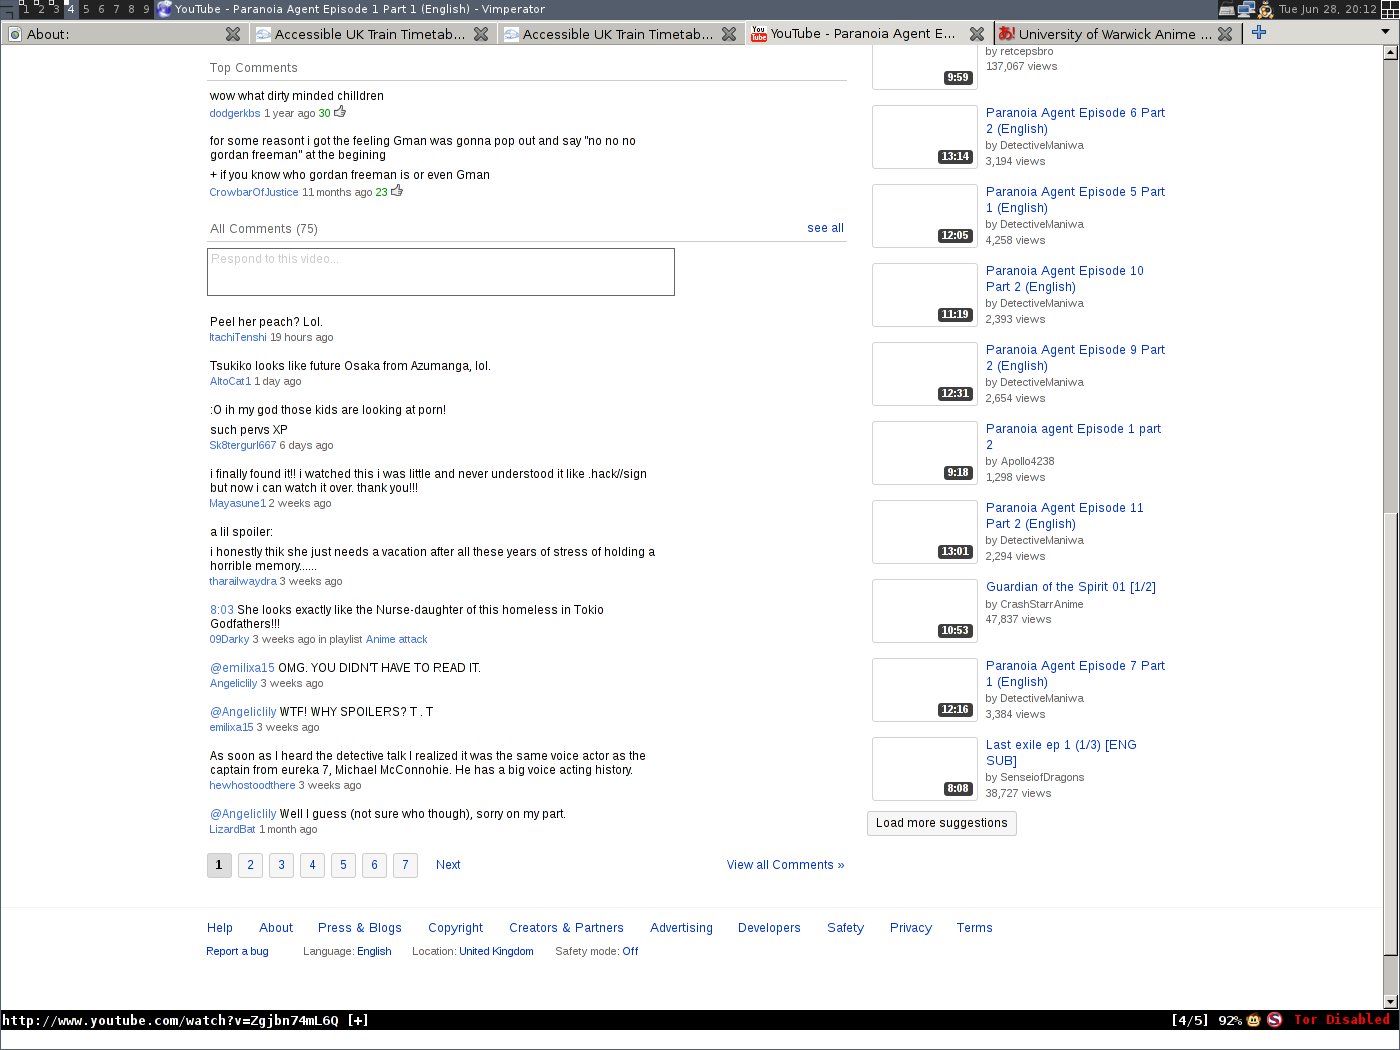 1 2 3 4 5 6 7 8 9 YouTube - Paranoia Agent Episode 1 Part 1 (English) - Vimperator Tue Jun 28, 20:12
About: Accessible UK Train Timetab... Accessible UK Train Timetab... YouTube - Paranoia Agent E... University of Warwick Anime ...
Top Comments
wow what dirty minded chilldren
dodgerkbs 1 year ago 30
for some reasont i got the feeling Gman was gonna pop out and say "no no no
gordan freeman" at the begining
+ if you know who gordan freeman is or even Gman
CrowbarOfJustice 11 months ago 23
All Comments (75) see all
Respond to this video...
Peel her peach? Lol.
ItachiTenshi 19 hours ago
Tsukiko looks like future Osaka from Azumanga, lol.
AltoCat1 1 day ago
:O ih my god those kids are looking at porn!
such pervs XP
Sk8tergurl667 6 days ago
i finally found it!! i watched this i was little and never understood it like .hack//sign
but now i can watch it over. thank you!!!
Mayasune1 2 weeks ago
a lil spoiler:
i honestly thik she just needs a vacation after all these years of stress of holding a
horrible memory......
tharailwaydra 3 weeks ago
8:03 She looks exactly like the Nurse-daughter of this homeless in Tokio
Godfathers!!!
09Darky 3 weeks ago in playlist Anime attack
@emilixa15 OMG. YOU DIDN'T HAVE TO READ IT.
Angeliclily 3 weeks ago
@Angeliclily WTF! WHY SPOILERS? T . T
emilixa15 3 weeks ago
As soon as I heard the detective talk I realized it was the same voice actor as the
captain from eureka 7, Michael McConnohie. He has a big voice acting history.
hewhostoodthere 3 weeks ago
@Angeliclily Well I guess (not sure who though), sorry on my part.
LizardBat 1 month ago
1 2 3 4 5 6 7 Next View all Comments »
by retcepsbro
137,067 views
9:59
Paranoia Agent Episode 6 Part
2 (English)
by DetectiveManiwa
3,194 views
13:14
Paranoia Agent Episode 5 Part
1 (English)
by DetectiveManiwa
4,258 views
12:05
Paranoia Agent Episode 10
Part 2 (English)
by DetectiveManiwa
2,393 views
11:19
Paranoia Agent Episode 9 Part
2 (English)
by DetectiveManiwa
2,654 views
12:31
Paranoia agent Episode 1 part
2
by Apollo4238
1,298 views
9:18
Paranoia Agent Episode 11
Part 2 (English)
by DetectiveManiwa
2,294 views
13:01
Guardian of the Spirit 01 [1/2]
by CrashStarrAnime
47,837 views
10:53
Paranoia Agent Episode 7 Part
1 (English)
by DetectiveManiwa
3,384 views
12:16
Last exile ep 1 (1/3) [ENG
SUB]
by SenseiofDragons
38,727 views
8:08
Load more suggestions
Help About Press & Blogs Copyright Creators & Partners Advertising Developers Safety Privacy Terms
Report a bug Language: English Location: United Kingdom Safety mode: Off
http://www.youtube.com/watch?v=Zgjbn74mL6Q [+] [4/5] 92% Tor Disabled